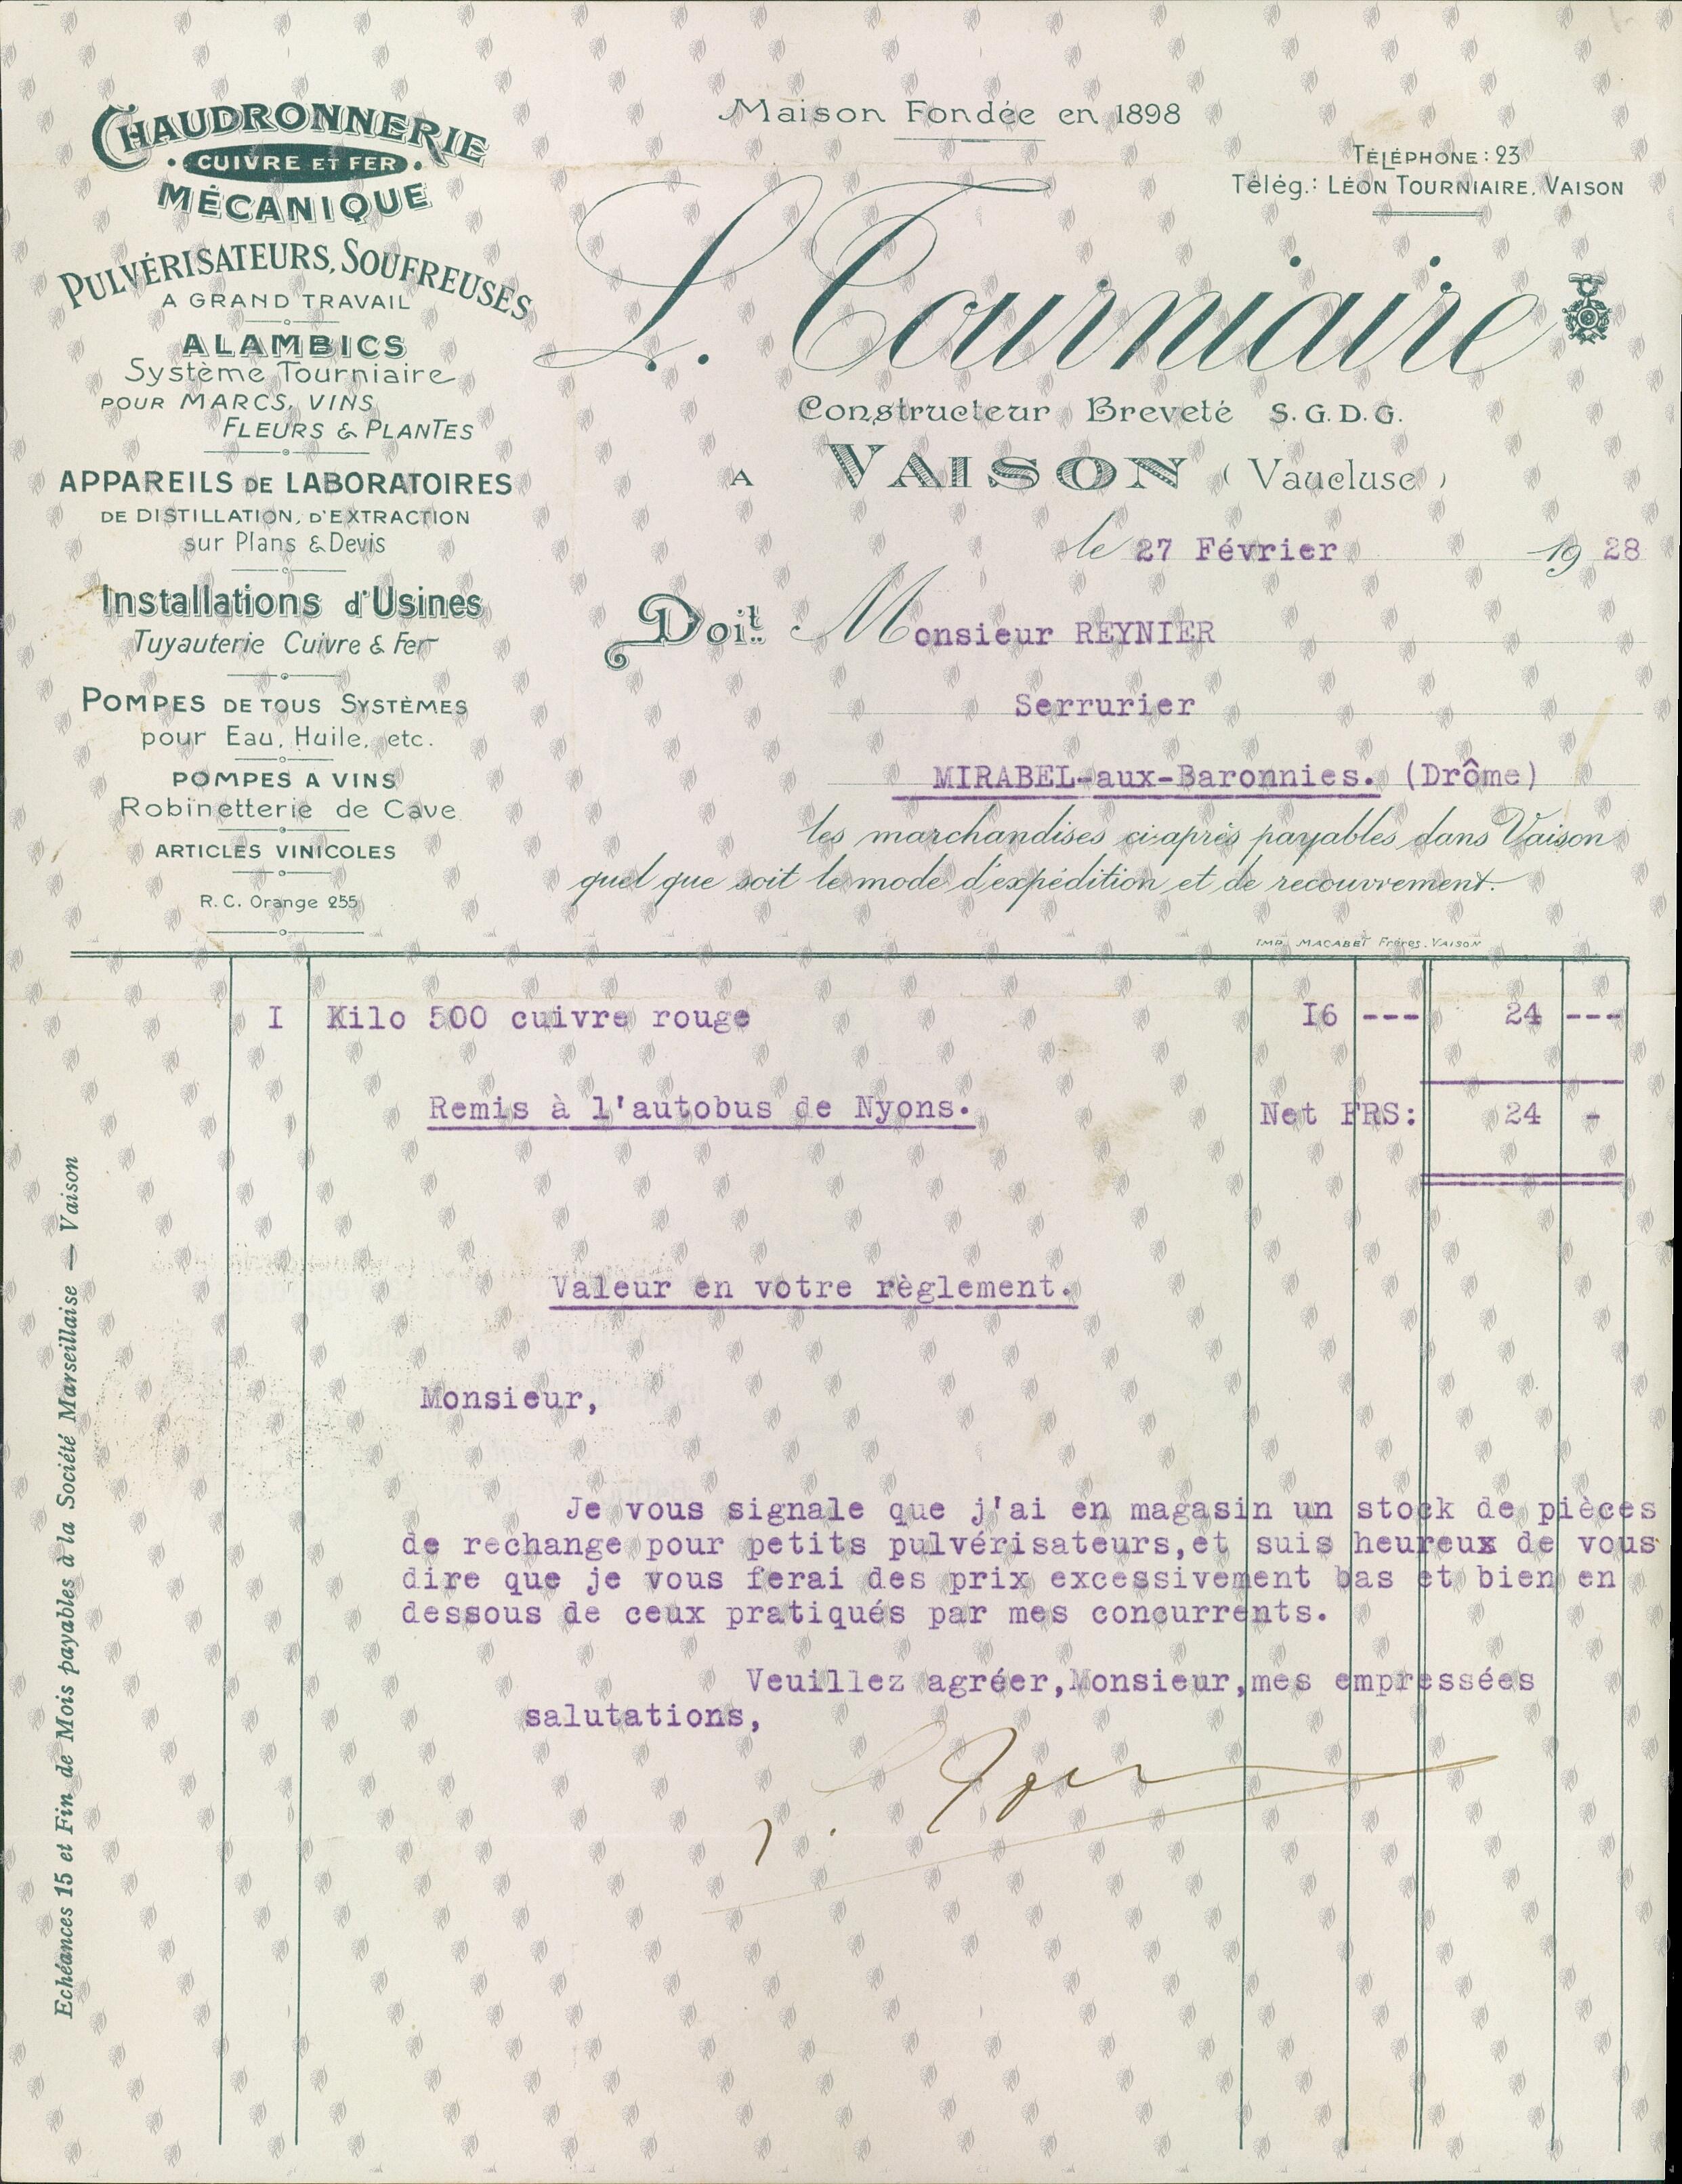 CHAUDRONNERIE
CUIVRE ET FER
MÉCANIQUE
PULVÉRISATEURS, SOUFREUSES
A GRAND TRAVAIL
ALAMBICS
Système Tourniaire
POUR MARCS, VINS
FLEURS & PLANTES
APPAREILS DE LABORATOIRES
DE DISTILLATION, D'EXTRACTION
sur Plans & Devis
Installations d'Usines
Tuyauterie Cuivre & Fer
POMPES DE TOUS SYSTÈMES
pour Eau, Huile, etc.
POMPES A VINS
Robinetterie de Cave
ARTICLES VINICOLES
R.C. Orange 255
Maison Fondée en 1898
TÉLÉPHONE : 23
Télég.: LÉON TOURNIAIRE, VAISON
L. Tourniaire
Constructeur Breveté S.G.D.G.
A VAISON (Vaucluse)
le 27 Février 19 28
Doit Monsieur REYNIER
Serrurier
MIRABEL-aux-Baronnies. (Drôme)
les marchandises ci-après payables dans Vaison
quel que soit le mode d'expédition et de recouvrement.
IMP. MACABET Frères. VAISON
I Kilo 500 cuivre rouge I6 --- 24 ---
Remis à l'autobus de Nyons. Net FRS: 24 -
Valeur en votre règlement.
Monsieur,
Je vous signale que j'ai en magasin un stock de pièces
de rechange pour petits pulvérisateurs,et suis heureux de vous
dire que je vous ferai des prix excessivement bas et bien en
dessous de ceux pratiqués par mes concurrents.
Veuillez agréer,Monsieur,mes empressées
salutations,
Echéances 15 et Fin de Mois payables à la Société Marseillaise — Vaison